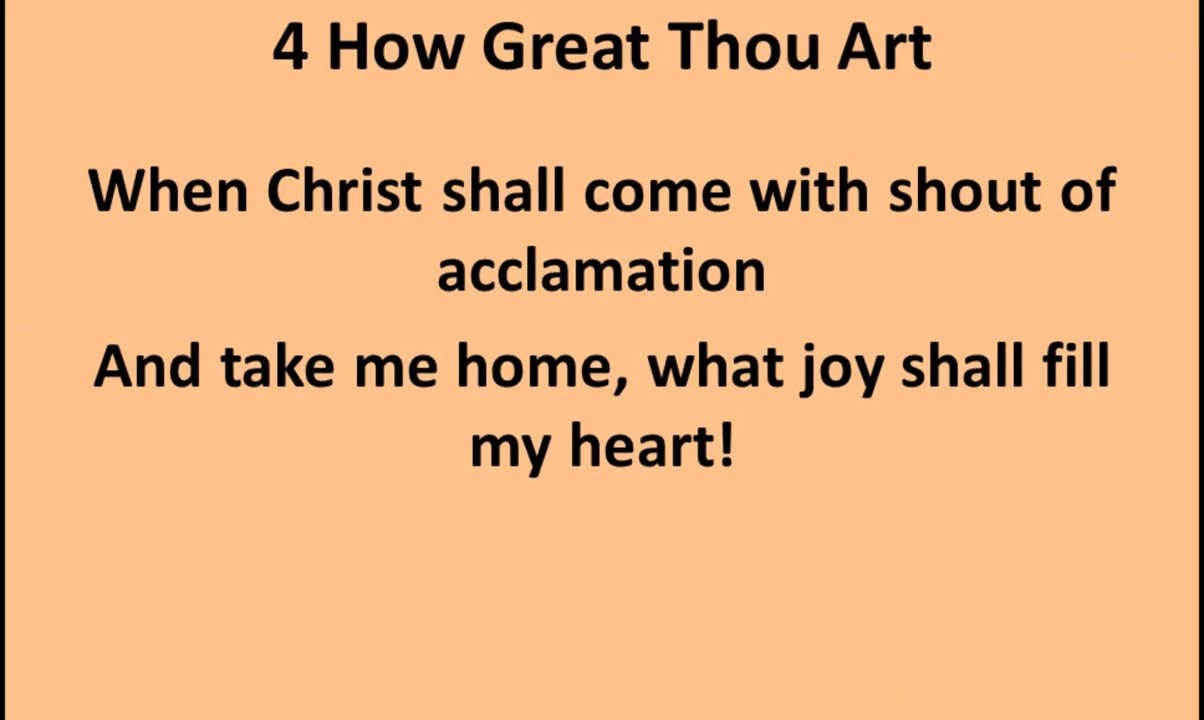 4 How Great Thou Art
When Christ shall come with shout of
acclamation
And take me home, what joy shall fill
my heart!